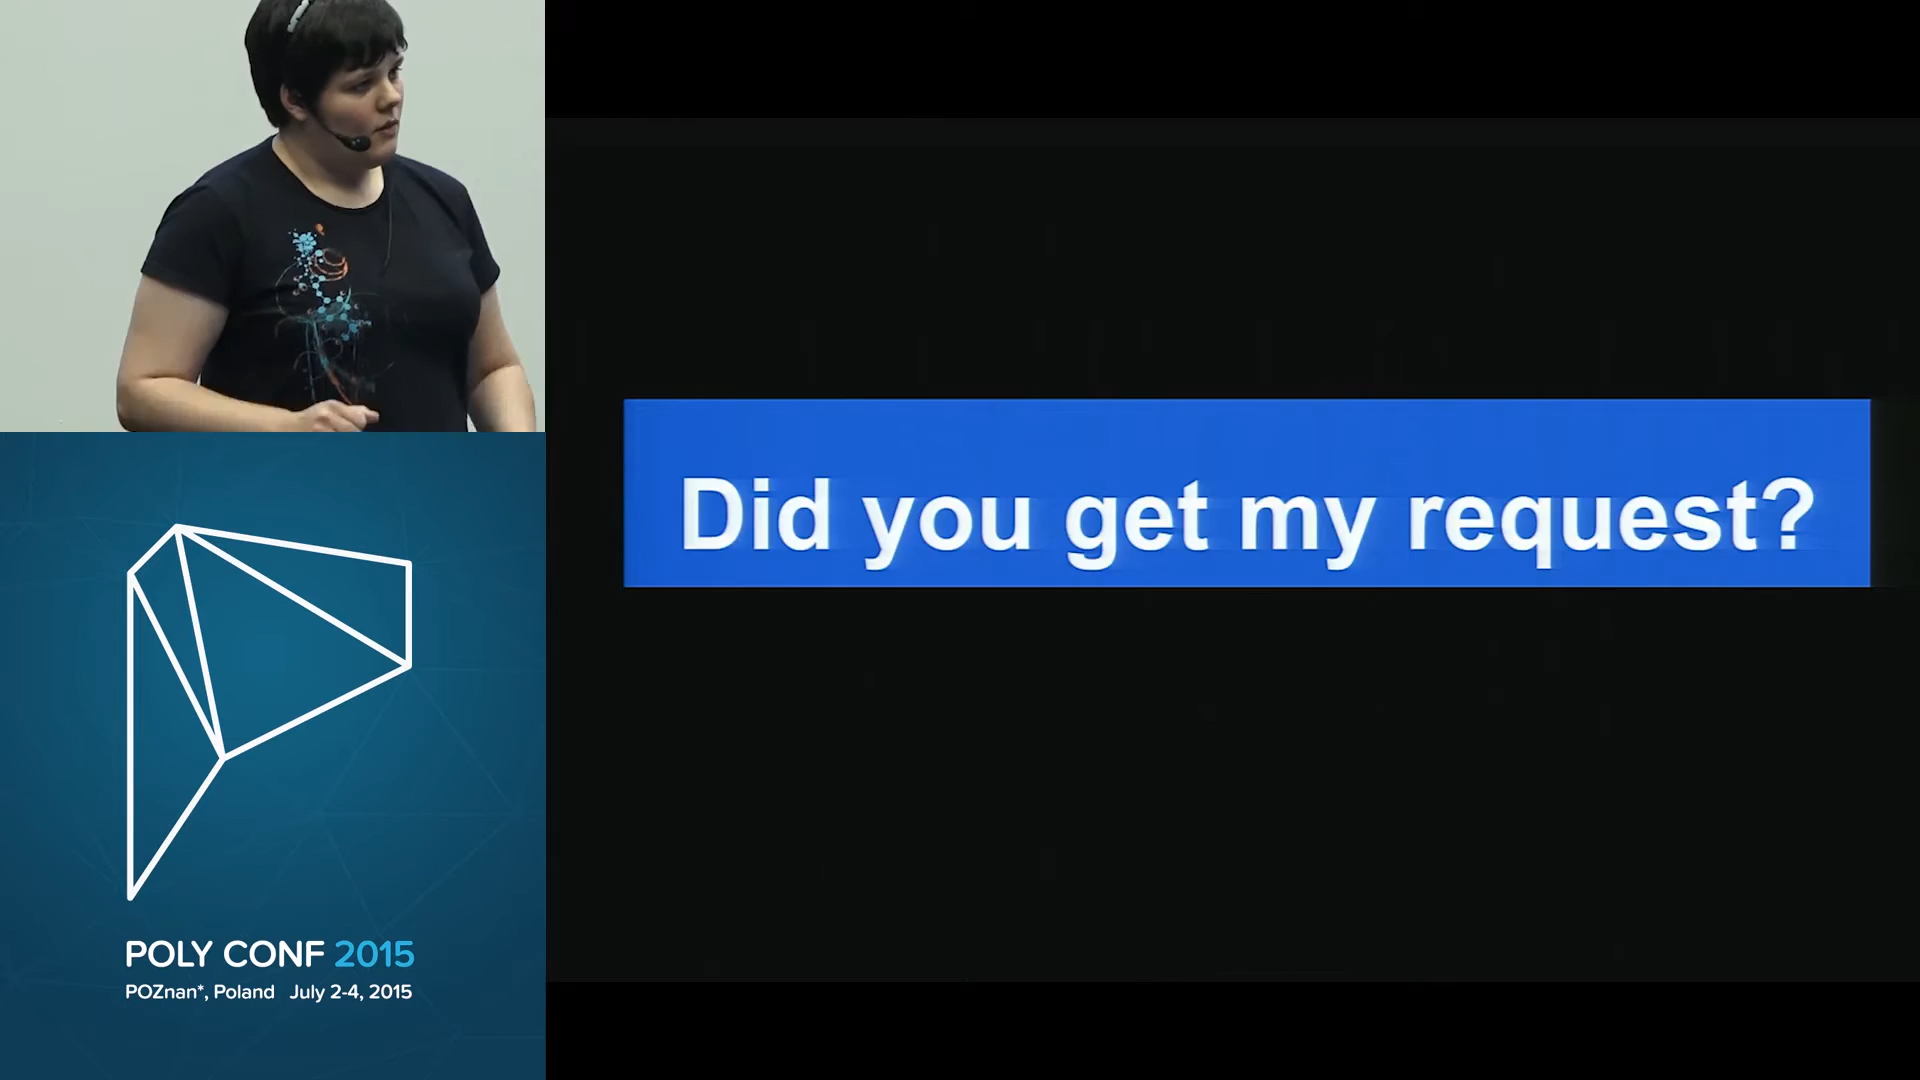 Did you get my request?
POLY CONF 2015
POZnan*, Poland July 2-4, 2015